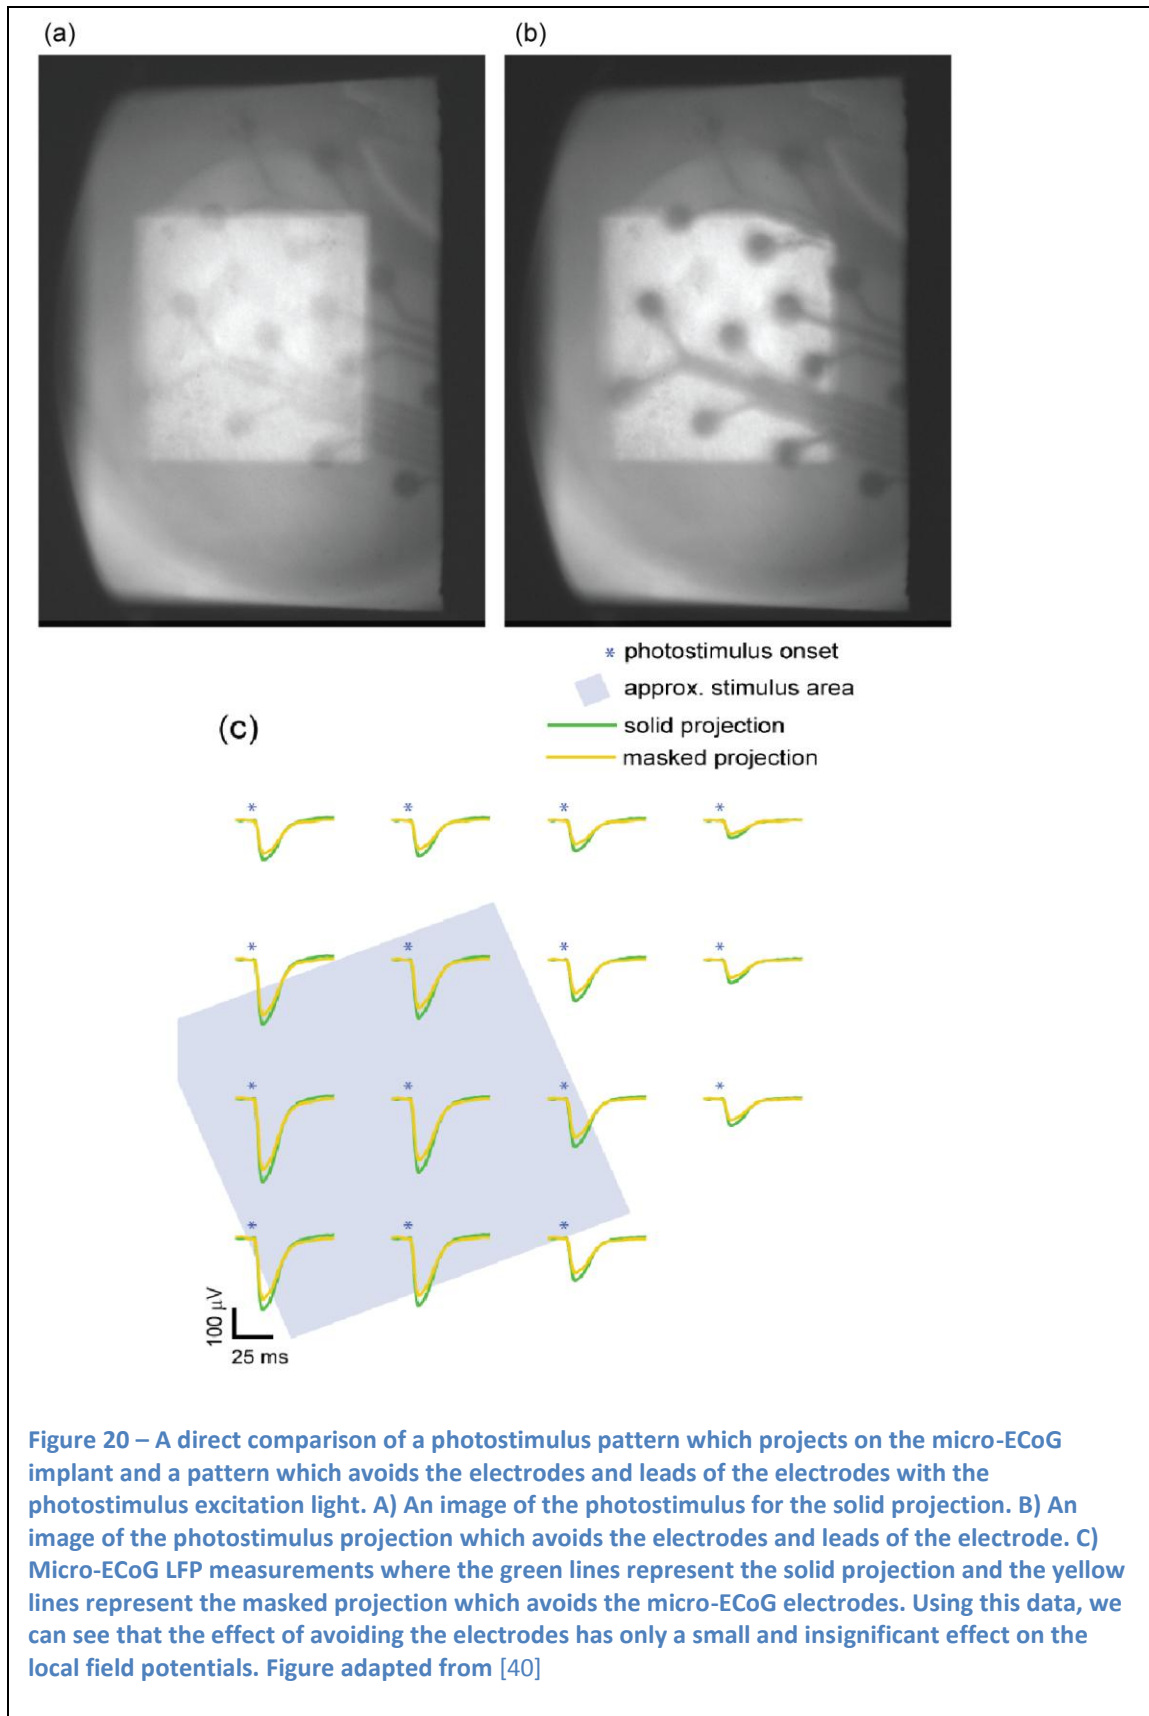 (a)
(b)
* photostimulus onset
approx. stimulus area
(c)
solid projection
masked projection
* * * *
* * * *
* * * *
* * *
100 μV
25 ms
Figure 20 – A direct comparison of a photostimulus pattern which projects on the micro-ECoG
implant and a pattern which avoids the electrodes and leads of the electrodes with the
photostimulus excitation light. A) An image of the photostimulus for the solid projection. B) An
image of the photostimulus projection which avoids the electrodes and leads of the electrode. C)
Micro-ECoG LFP measurements where the green lines represent the solid projection and the yellow
lines represent the masked projection which avoids the micro-ECoG electrodes. Using this data, we
can see that the effect of avoiding the electrodes has only a small and insignificant effect on the
local field potentials. Figure adapted from [40]